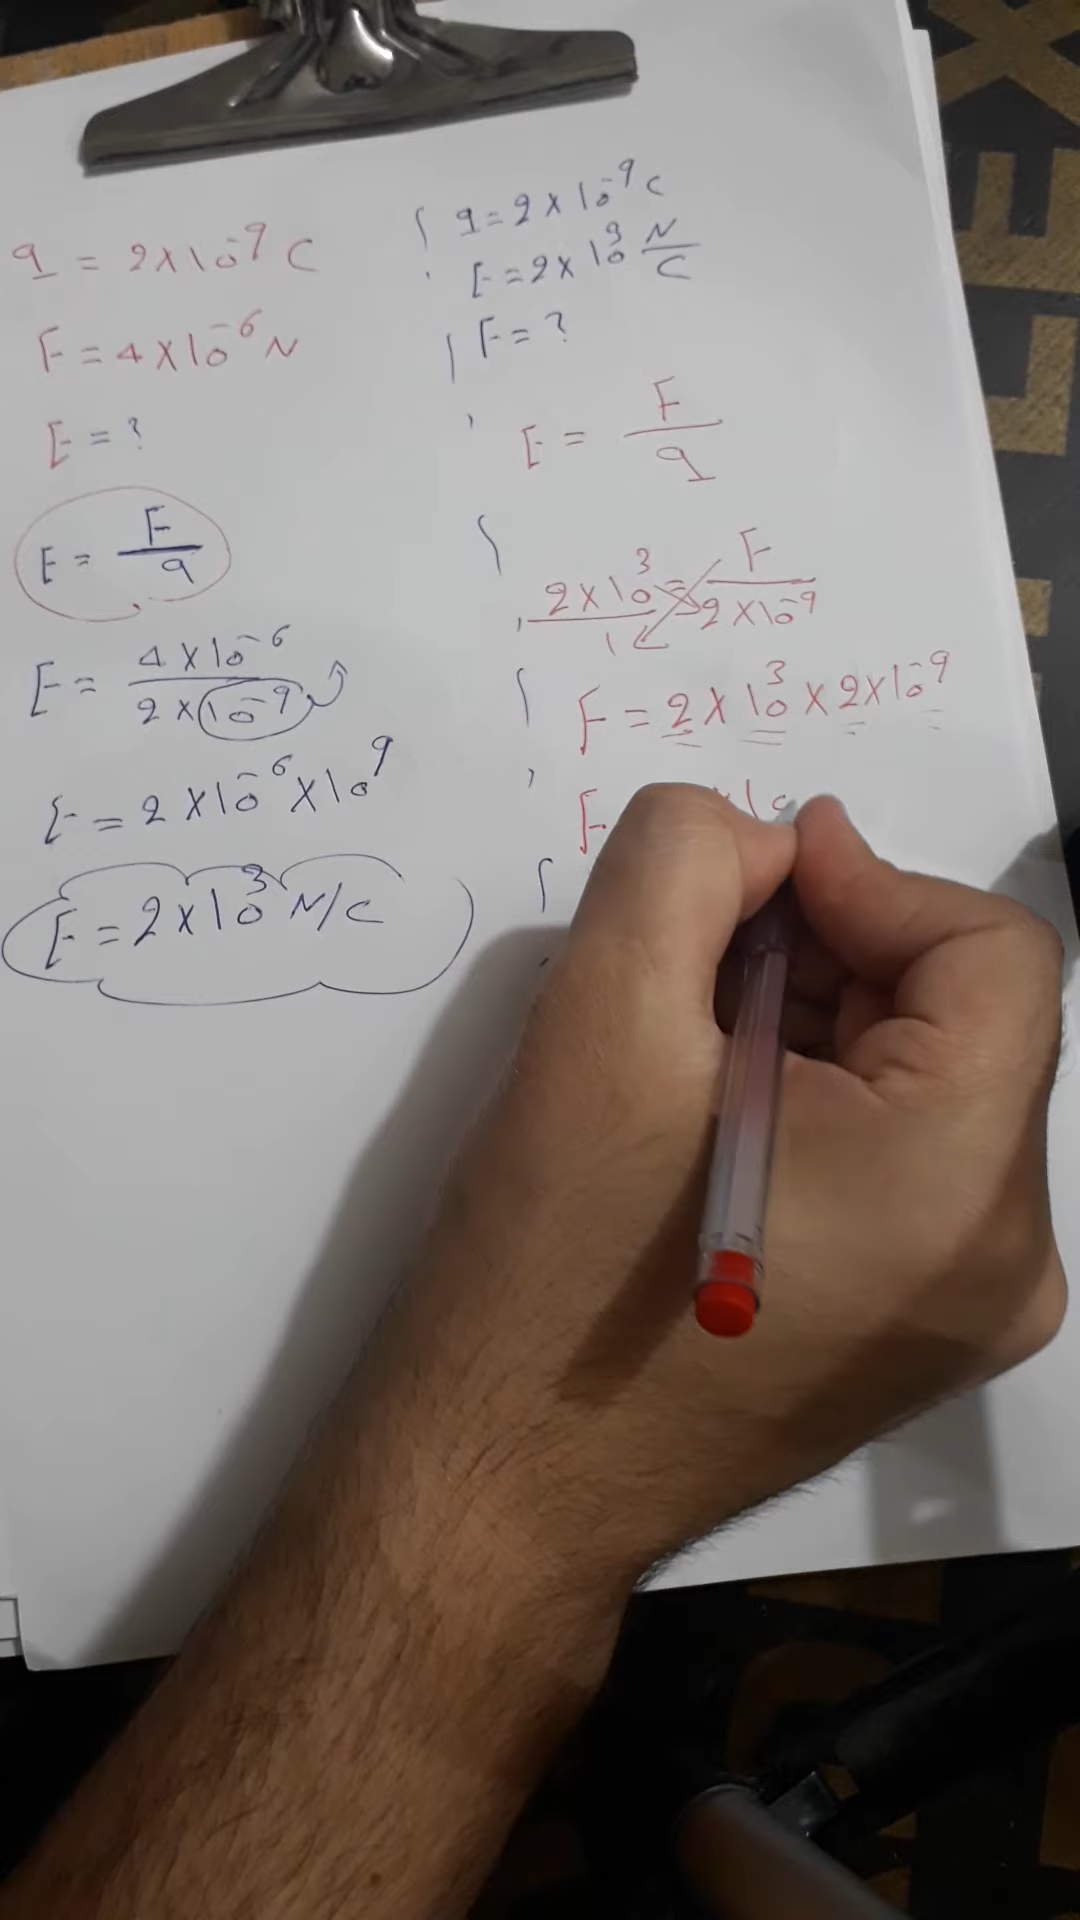 q = 2×10⁻⁹ C
F = 4×10⁻⁶ N
E = ?
E = F/q
E = 4×10⁻⁶ / 2×10⁻⁹
E = 2×10⁻⁶×10⁹
E = 2×10³ N/C
q = 2×10⁻⁹ C
E = 2×10³ N/C
F = ?
E = F/q
2×10³/1 = F/2×10⁻⁹
F = 2×10³×2×10⁻⁹
F